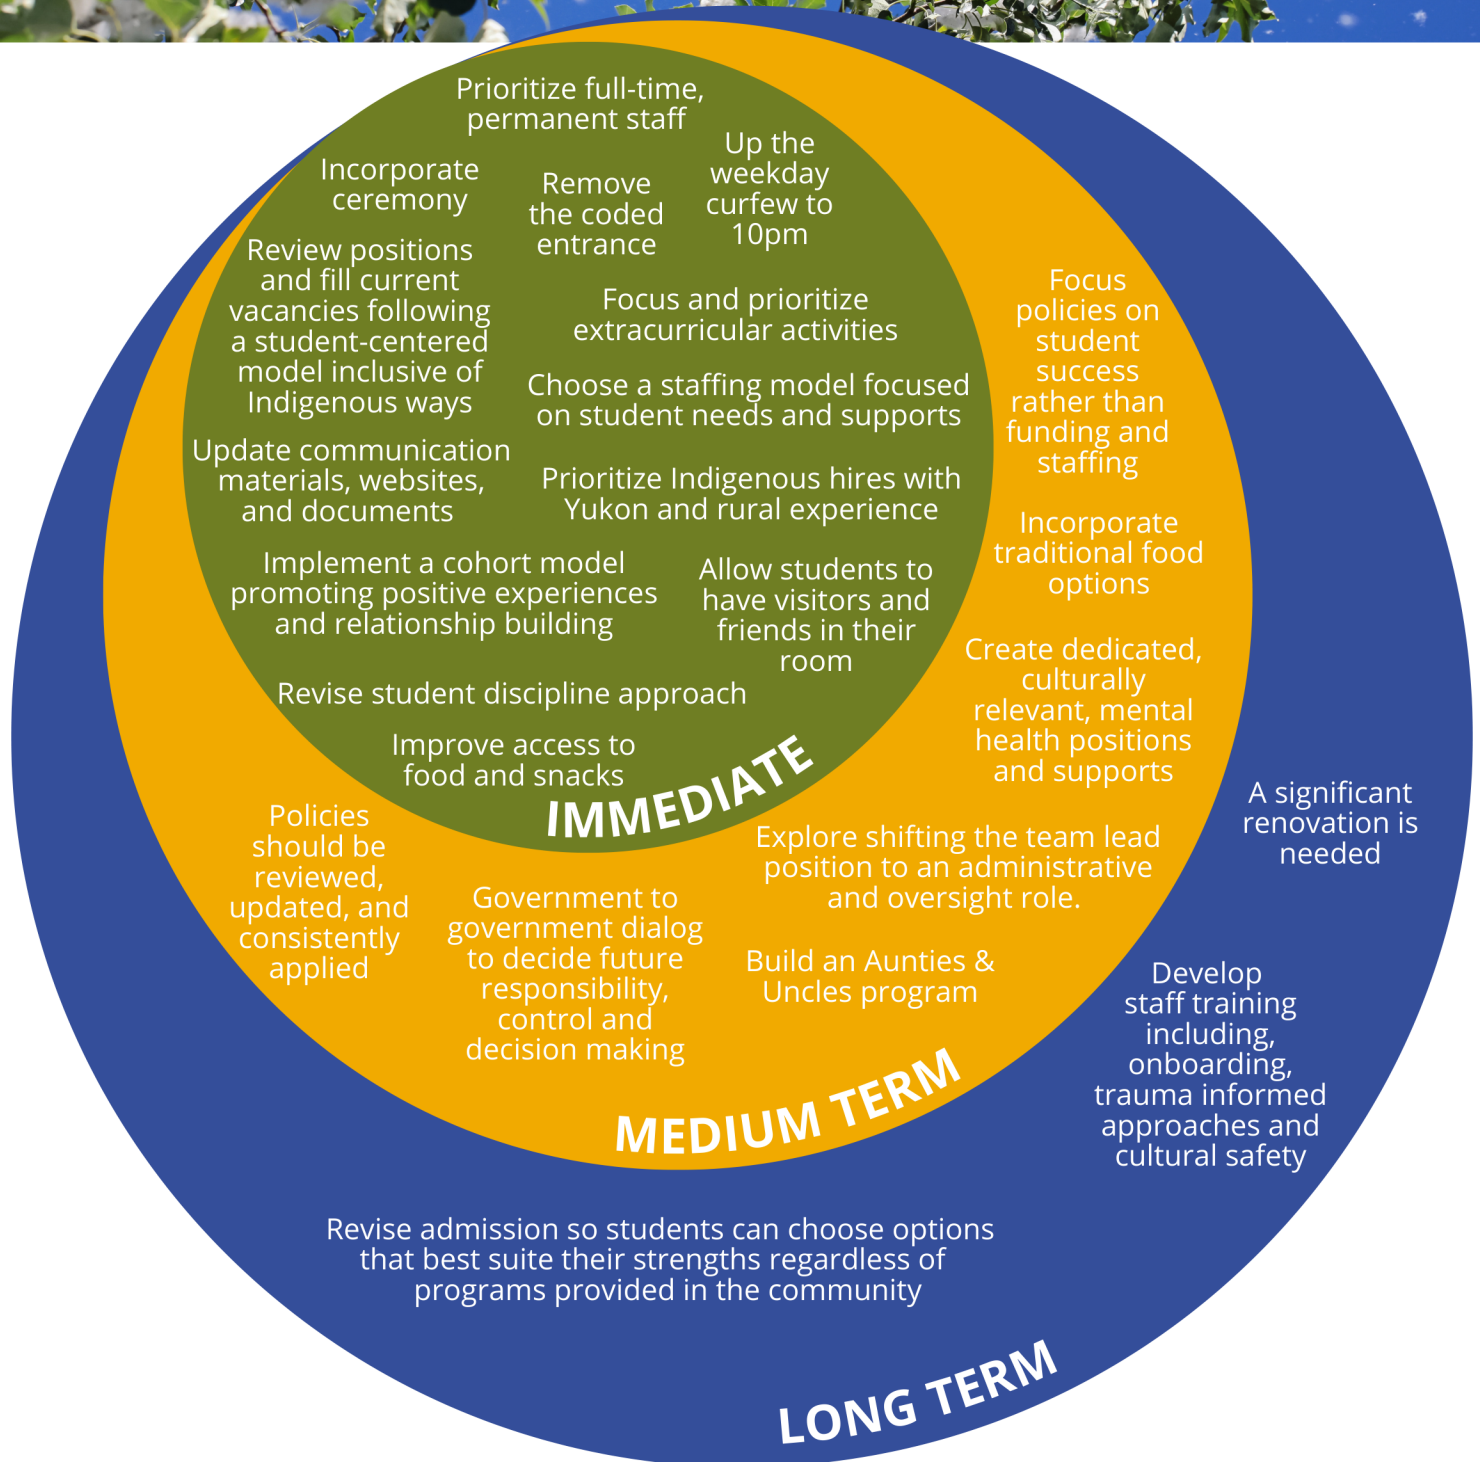 Prioritize full-time,
permanent staff
Incorporate
ceremony
Remove
the coded
entrance
Up the
weekday
curfew to
10pm
Review positions
and fill current
vacancies following
a student-centered
model inclusive of
Indigenous ways
Focus and prioritize
extracurricular activities
Choose a staffing model focused
on student needs and supports
Update communication
materials, websites,
and documents
Prioritize Indigenous hires with
Yukon and rural experience
Implement a cohort model
promoting positive experiences
and relationship building
Allow students to
have visitors and
friends in their
room
Revise student discipline approach
Improve access to
food and snacks
IMMEDIATE
Focus
policies on
student
success
rather than
funding and
staffing
Incorporate
traditional food
options
Create dedicated,
culturally
relevant, mental
health positions
and supports
Explore shifting the team lead
position to an administrative
and oversight role.
Policies
should be
reviewed,
updated, and
consistently
applied
Government to
government dialog
to decide future
responsibility,
control and
decision making
Build an Aunties &
Uncles program
MEDIUM TERM
A significant
renovation is
needed
Develop
staff training
including,
onboarding,
trauma informed
approaches and
cultural safety
Revise admission so students can choose options
that best suite their strengths regardless of
programs provided in the community
LONG TERM